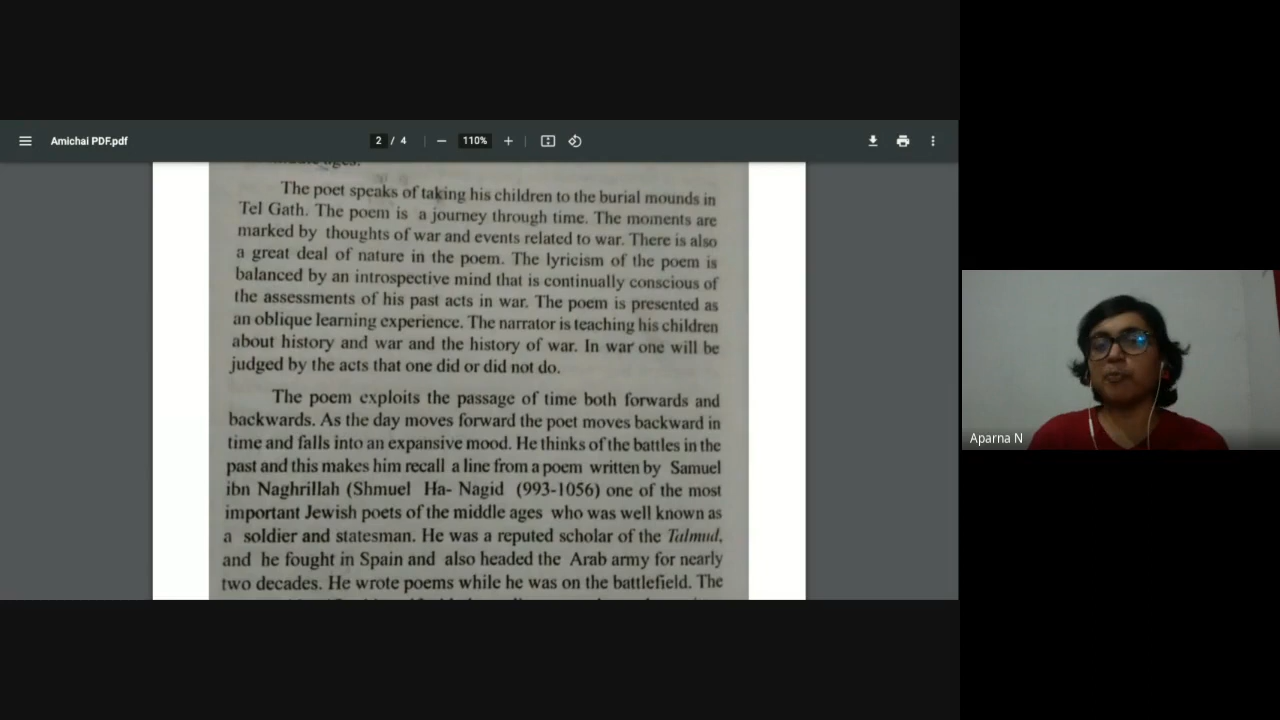 Amichai PDF.pdf
2 / 4
110%
middle ages.
The poet speaks of taking his children to the burial mounds in
Tel Gath. The poem is a journey through time. The moments are
marked by thoughts of war and events related to war. There is also
a great deal of nature in the poem. The lyricism of the poem is
balanced by an introspective mind that is continually conscious of
the assessments of his past acts in war. The poem is presented as
an oblique learning experience. The narrator is teaching his children
about history and war and the history of war. In war one will be
judged by the acts that one did or did not do.
The poem exploits the passage of time both forwards and
backwards. As the day moves forward the poet moves backward in
time and falls into an expansive mood. He thinks of the battles in the
past and this makes him recall a line from a poem written by Samuel
ibn Naghrillah (Shmuel Ha- Nagid (993-1056) one of the most
important Jewish poets of the middle ages who was well known as
a soldier and statesman. He was a reputed scholar of the Talmud,
and he fought in Spain and also headed the Arab army for nearly
two decades. He wrote poems while he was on the battlefield. The
Aparna N